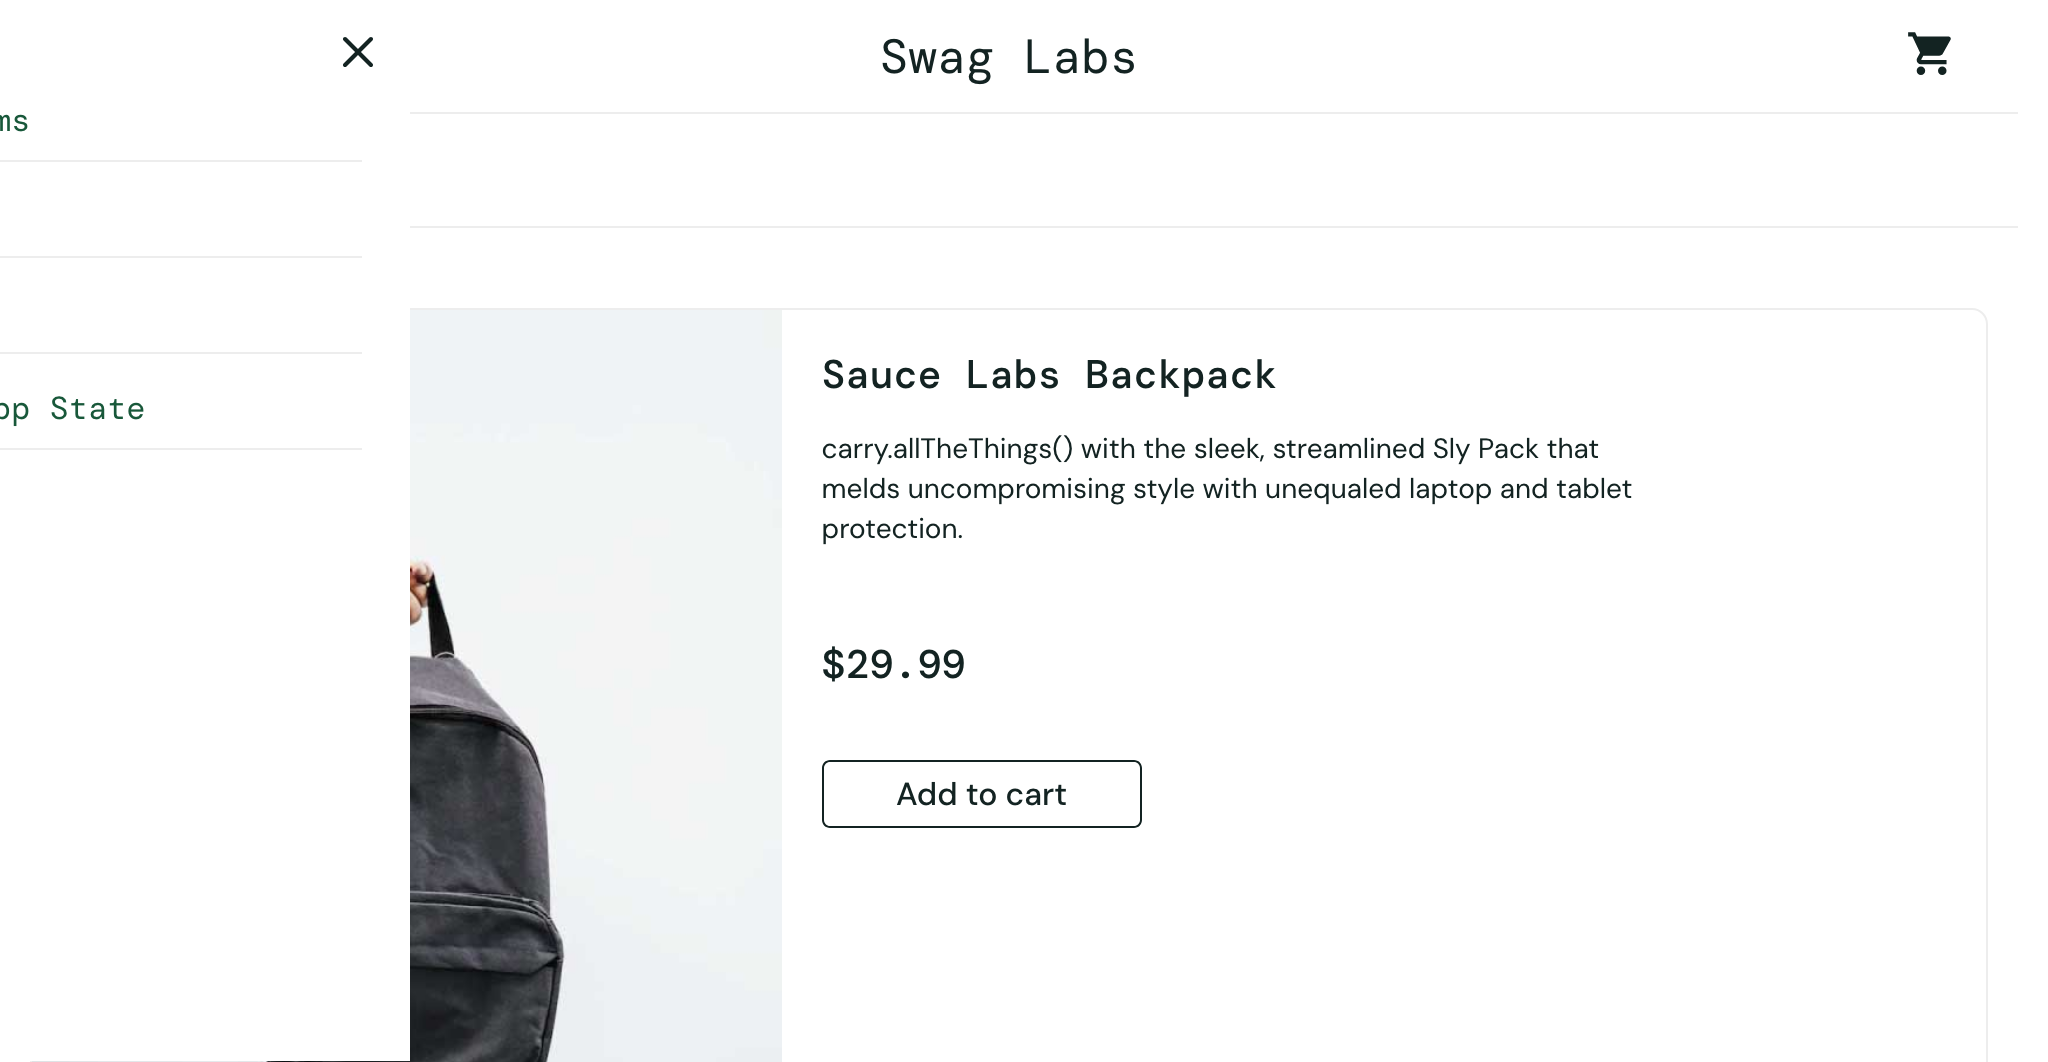 Swag Labs
ms
op State
Sauce Labs Backpack
carry.allTheThings() with the sleek, streamlined Sly Pack that
melds uncompromising style with unequaled laptop and tablet
protection.
$29.99
Add to cart